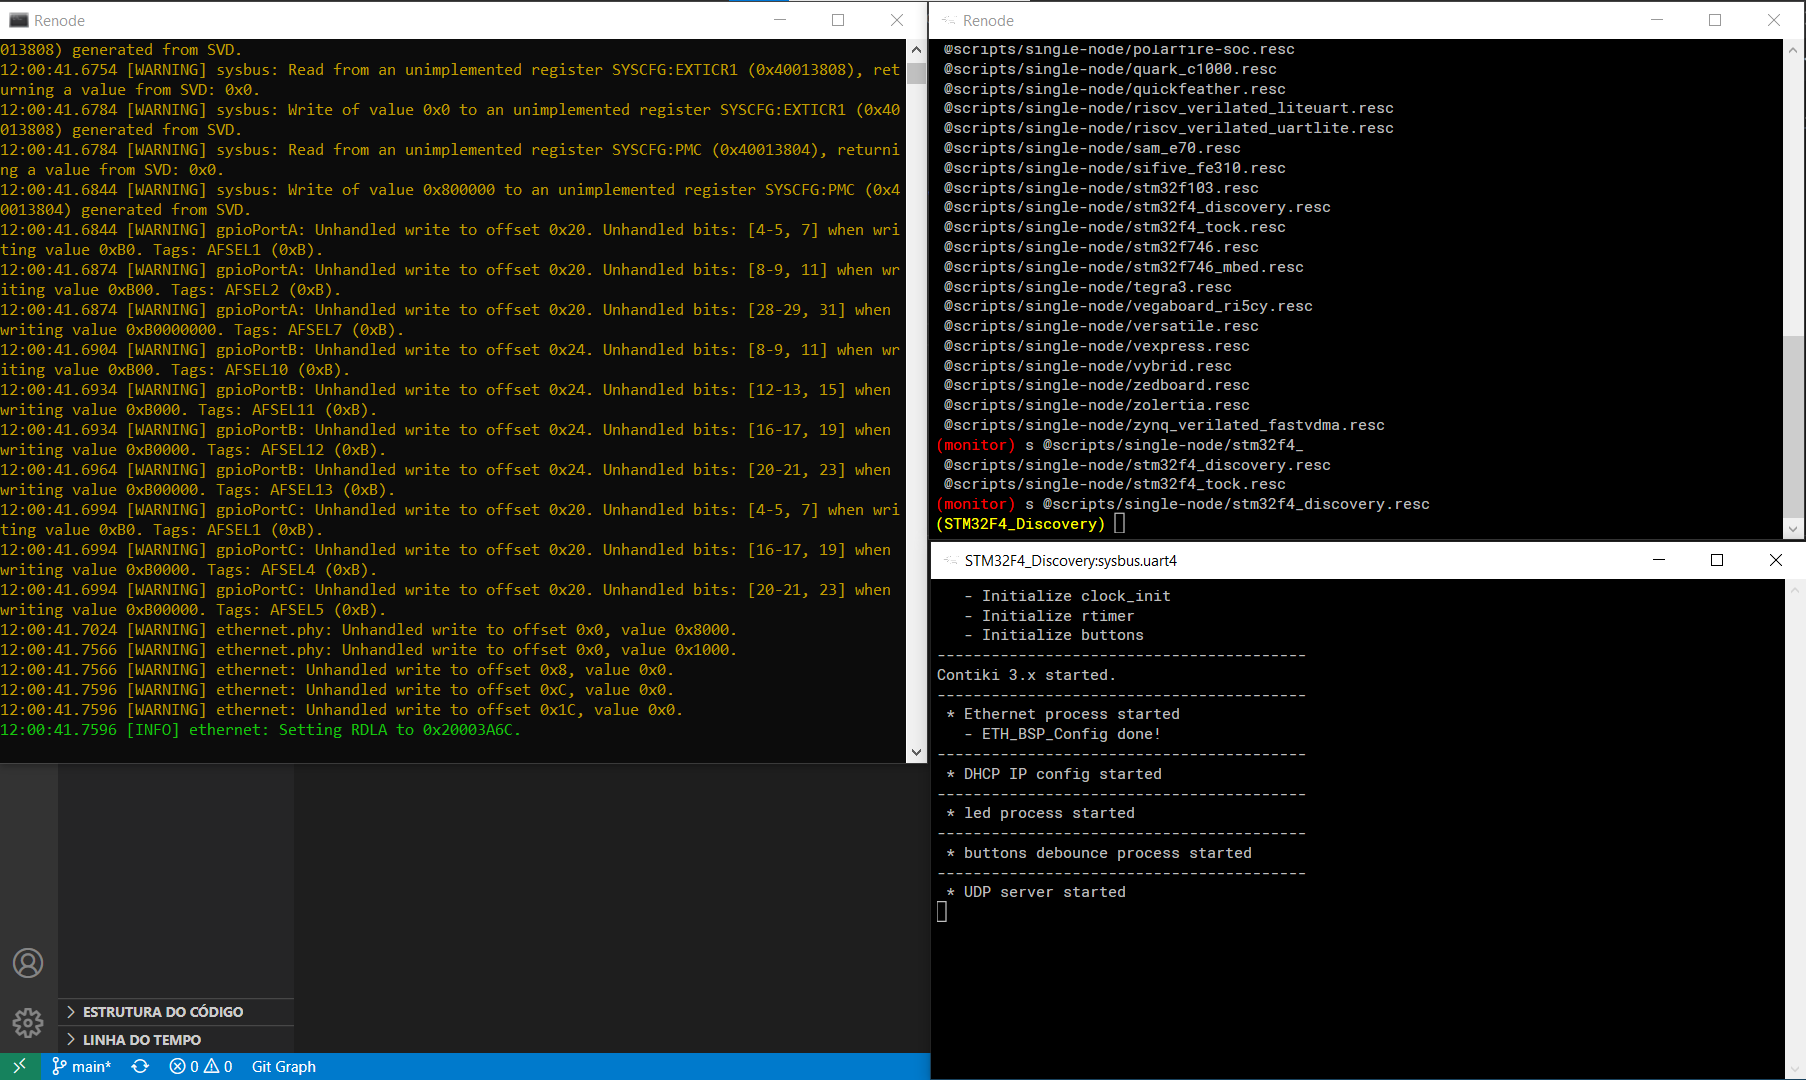 Renode
013808) generated from SVD.
12:00:41.6754 [WARNING] sysbus: Read from an unimplemented register SYSCFG:EXTICR1 (0x40013808), ret
urning a value from SVD: 0x0.
12:00:41.6784 [WARNING] sysbus: Write of value 0x0 to an unimplemented register SYSCFG:EXTICR1 (0x40
013808) generated from SVD.
12:00:41.6784 [WARNING] sysbus: Read from an unimplemented register SYSCFG:PMC (0x40013804), returni
ng a value from SVD: 0x0.
12:00:41.6844 [WARNING] sysbus: Write of value 0x800000 to an unimplemented register SYSCFG:PMC (0x4
0013804) generated from SVD.
12:00:41.6844 [WARNING] gpioPortA: Unhandled write to offset 0x20. Unhandled bits: [4-5, 7] when wri
ting value 0xB0. Tags: AFSEL1 (0xB).
12:00:41.6874 [WARNING] gpioPortA: Unhandled write to offset 0x20. Unhandled bits: [8-9, 11] when wr
iting value 0xB00. Tags: AFSEL2 (0xB).
12:00:41.6874 [WARNING] gpioPortA: Unhandled write to offset 0x20. Unhandled bits: [28-29, 31] when
writing value 0xB0000000. Tags: AFSEL7 (0xB).
12:00:41.6904 [WARNING] gpioPortB: Unhandled write to offset 0x24. Unhandled bits: [8-9, 11] when wr
iting value 0xB00. Tags: AFSEL10 (0xB).
12:00:41.6934 [WARNING] gpioPortB: Unhandled write to offset 0x24. Unhandled bits: [12-13, 15] when
writing value 0xB000. Tags: AFSEL11 (0xB).
12:00:41.6934 [WARNING] gpioPortB: Unhandled write to offset 0x24. Unhandled bits: [16-17, 19] when
writing value 0xB0000. Tags: AFSEL12 (0xB).
12:00:41.6964 [WARNING] gpioPortB: Unhandled write to offset 0x24. Unhandled bits: [20-21, 23] when
writing value 0xB00000. Tags: AFSEL13 (0xB).
12:00:41.6994 [WARNING] gpioPortC: Unhandled write to offset 0x20. Unhandled bits: [4-5, 7] when wri
ting value 0xB0. Tags: AFSEL1 (0xB).
12:00:41.6994 [WARNING] gpioPortC: Unhandled write to offset 0x20. Unhandled bits: [16-17, 19] when
writing value 0xB0000. Tags: AFSEL4 (0xB).
12:00:41.6994 [WARNING] gpioPortC: Unhandled write to offset 0x20. Unhandled bits: [20-21, 23] when
writing value 0xB00000. Tags: AFSEL5 (0xB).
12:00:41.7024 [WARNING] ethernet.phy: Unhandled write to offset 0x0, value 0x8000.
12:00:41.7566 [WARNING] ethernet.phy: Unhandled write to offset 0x0, value 0x1000.
12:00:41.7566 [WARNING] ethernet: Unhandled write to offset 0x8, value 0x0.
12:00:41.7596 [WARNING] ethernet: Unhandled write to offset 0xC, value 0x0.
12:00:41.7596 [WARNING] ethernet: Unhandled write to offset 0x1C, value 0x0.
12:00:41.7596 [INFO] ethernet: Setting RDLA to 0x20003A6C.
ESTRUTURA DO CÓDIGO
LINHA DO TEMPO
main* 0 0 Git Graph
Renode
@scripts/single-node/polarfire-soc.resc
@scripts/single-node/quark_c1000.resc
@scripts/single-node/quickfeather.resc
@scripts/single-node/riscv_verilated_liteuart.resc
@scripts/single-node/riscv_verilated_uartlite.resc
@scripts/single-node/sam_e70.resc
@scripts/single-node/sifive_fe310.resc
@scripts/single-node/stm32f103.resc
@scripts/single-node/stm32f4_discovery.resc
@scripts/single-node/stm32f4_tock.resc
@scripts/single-node/stm32f746.resc
@scripts/single-node/stm32f746_mbed.resc
@scripts/single-node/tegra3.resc
@scripts/single-node/vegaboard_ri5cy.resc
@scripts/single-node/versatile.resc
@scripts/single-node/vexpress.resc
@scripts/single-node/vybrid.resc
@scripts/single-node/zedboard.resc
@scripts/single-node/zolertia.resc
@scripts/single-node/zynq_verilated_fastvdma.resc
(monitor) s @scripts/single-node/stm32f4_
@scripts/single-node/stm32f4_discovery.resc
@scripts/single-node/stm32f4_tock.resc
(monitor) s @scripts/single-node/stm32f4_discovery.resc
(STM32F4_Discovery)
STM32F4_Discovery:sysbus.uart4
- Initialize clock_init
- Initialize rtimer
- Initialize buttons
-----------------------------------------
Contiki 3.x started.
-----------------------------------------
* Ethernet process started
- ETH_BSP_Config done!
-----------------------------------------
* DHCP IP config started
-----------------------------------------
* led process started
-----------------------------------------
* buttons debounce process started
-----------------------------------------
* UDP server started